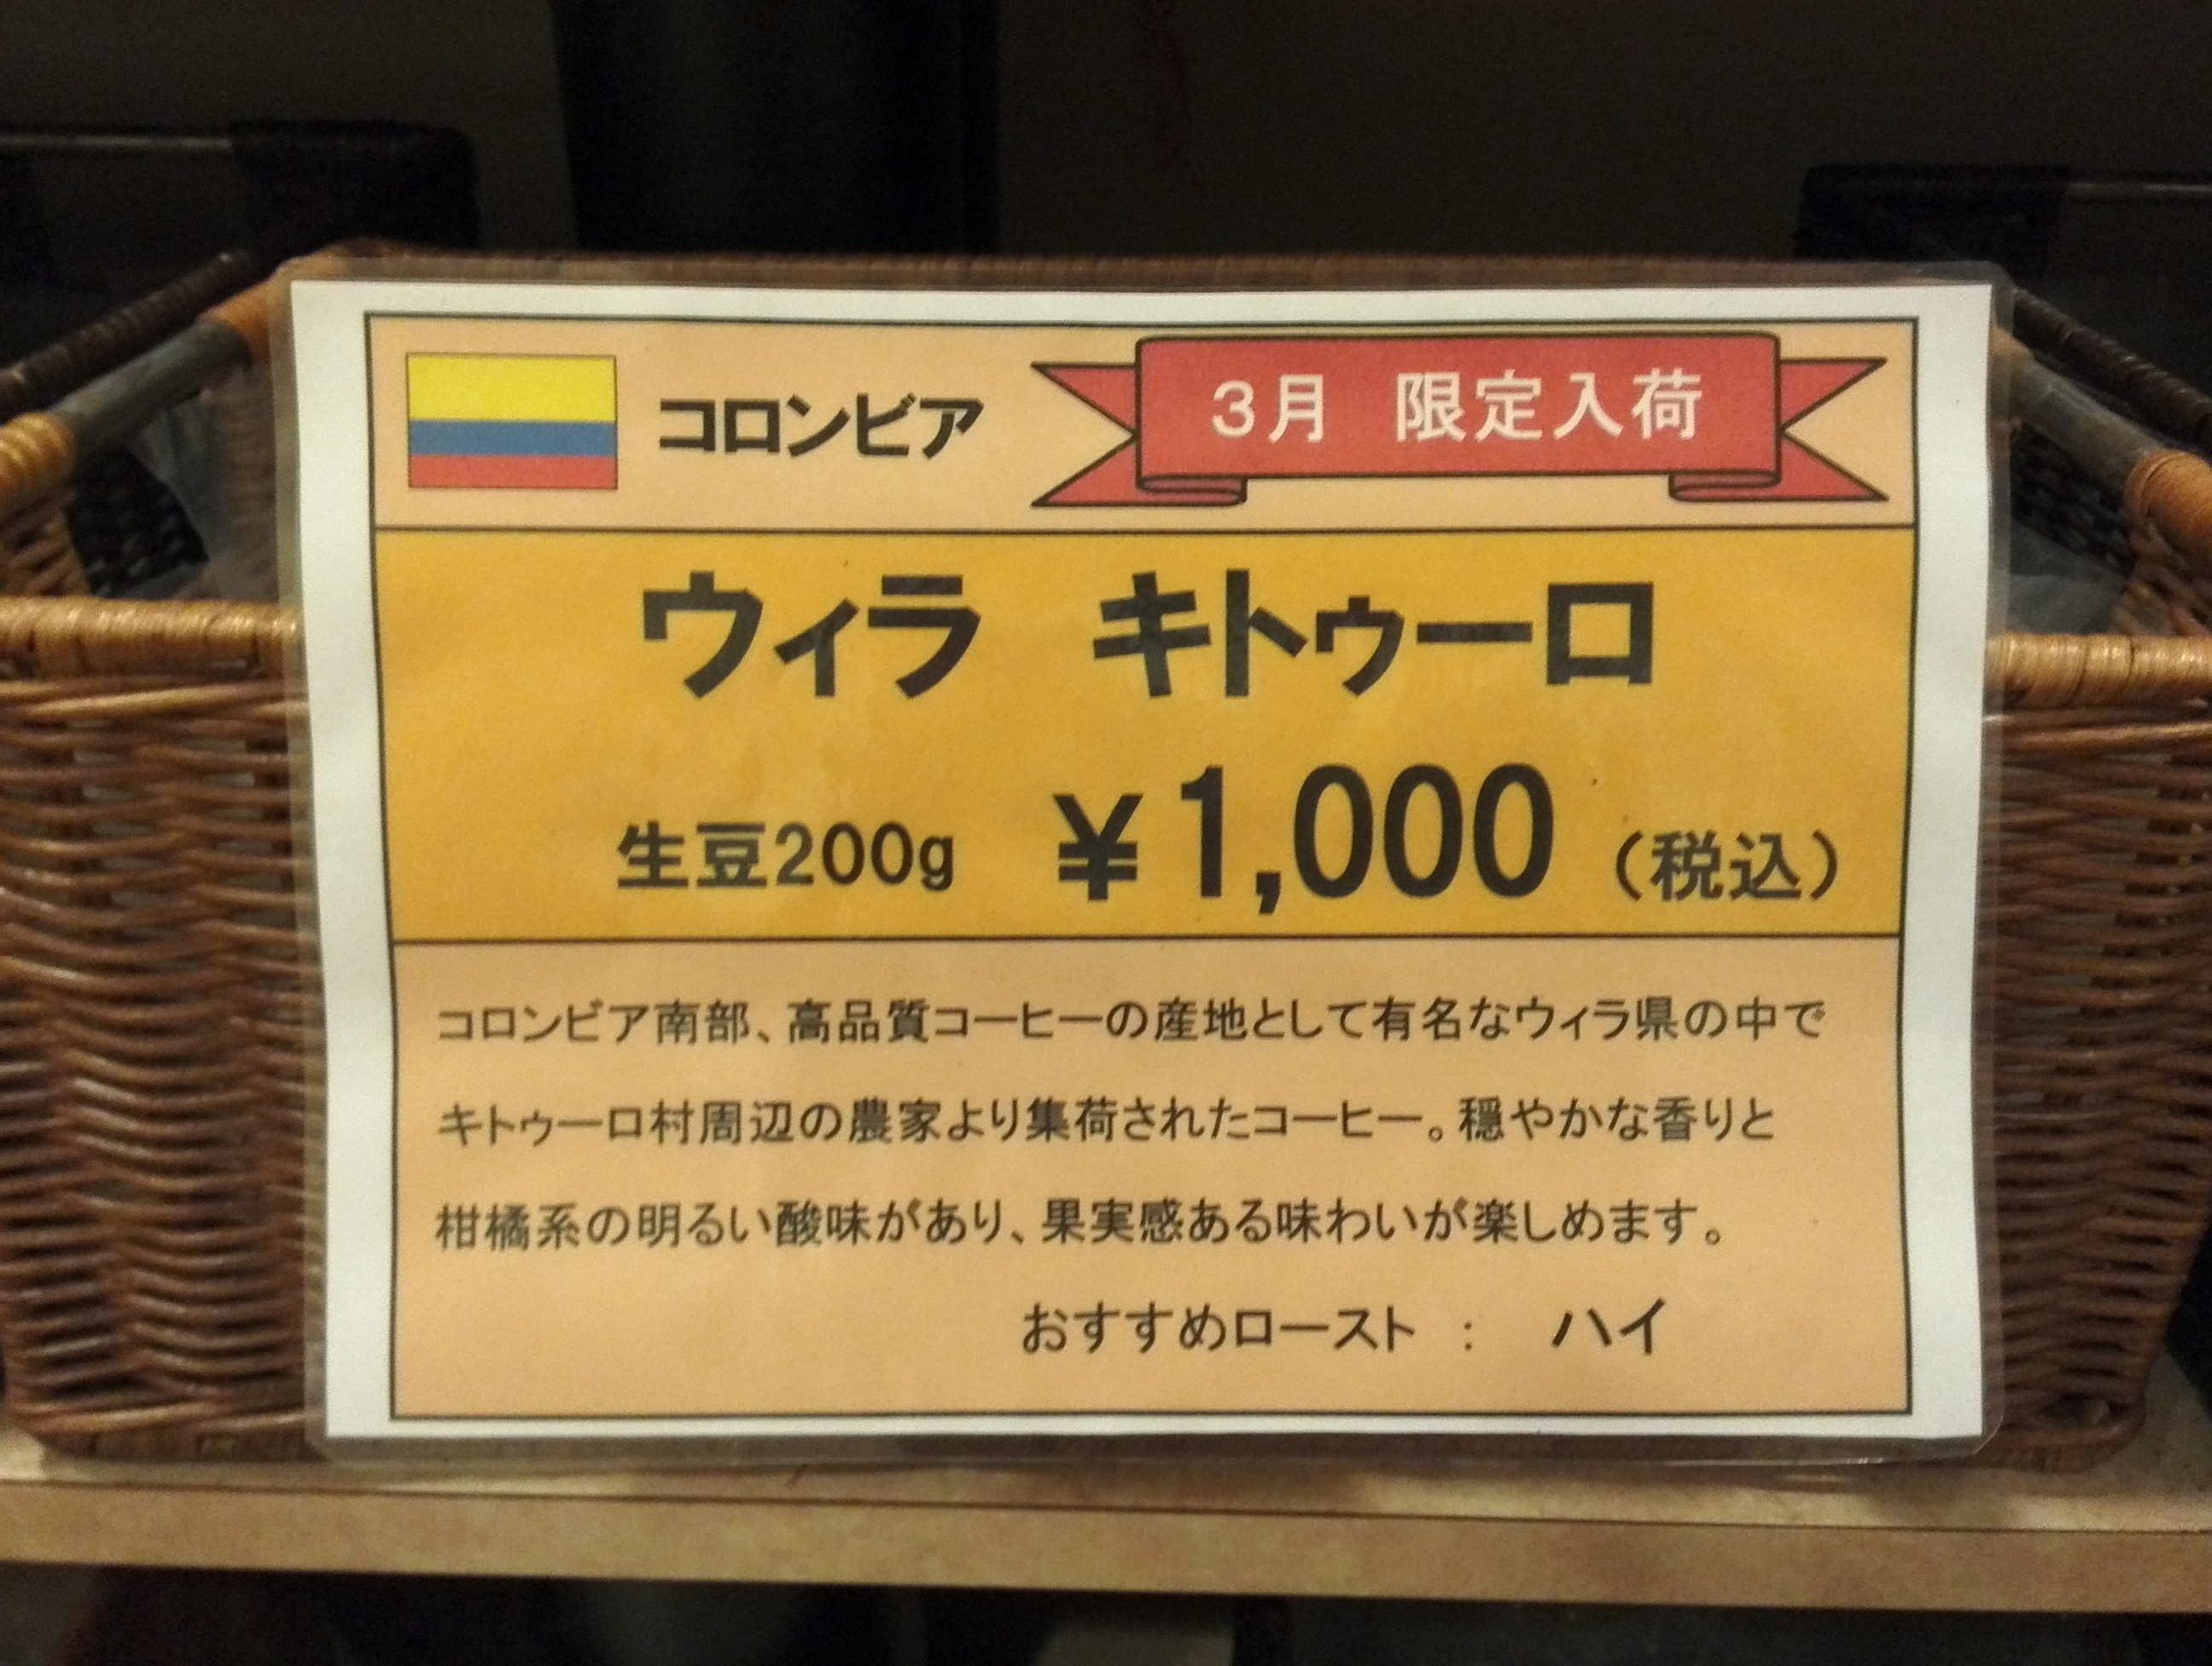 コロンビア
３月　限定入荷
ウィラ　キトゥーロ
生豆200g　¥1,000（税込）
コロンビア南部、高品質コーヒーの産地として有名なウィラ県の中で
キトゥーロ村周辺の農家より集荷されたコーヒー。穏やかな香りと
柑橘系の明るい酸味があり、果実感ある味わいが楽しめます。
おすすめロースト　：　ハイ